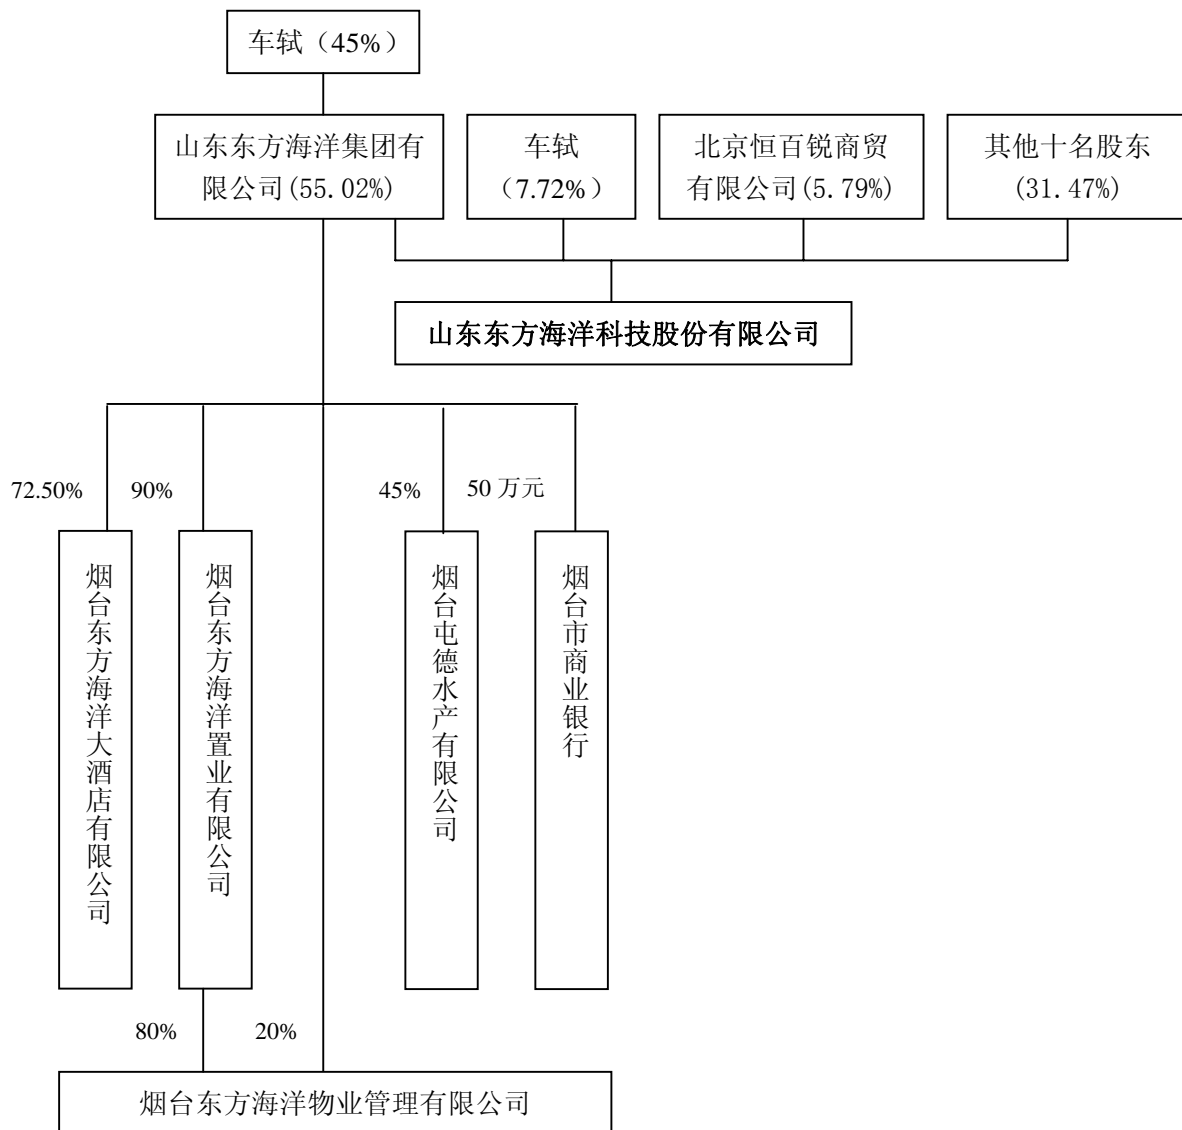 车轼（45%）
山东东方海洋集团有
限公司(55.02%)
车轼
（7.72%）
北京恒百锐商贸
有限公司(5.79%)
其他十名股东
(31.47%)
山东东方海洋科技股份有限公司
72.50%
90%
45%
50 万元
烟台东方海洋大酒店有限公司
烟台东方海洋置业有限公司
烟台屯德水产有限公司
烟台市商业银行
80%
20%
烟台东方海洋物业管理有限公司